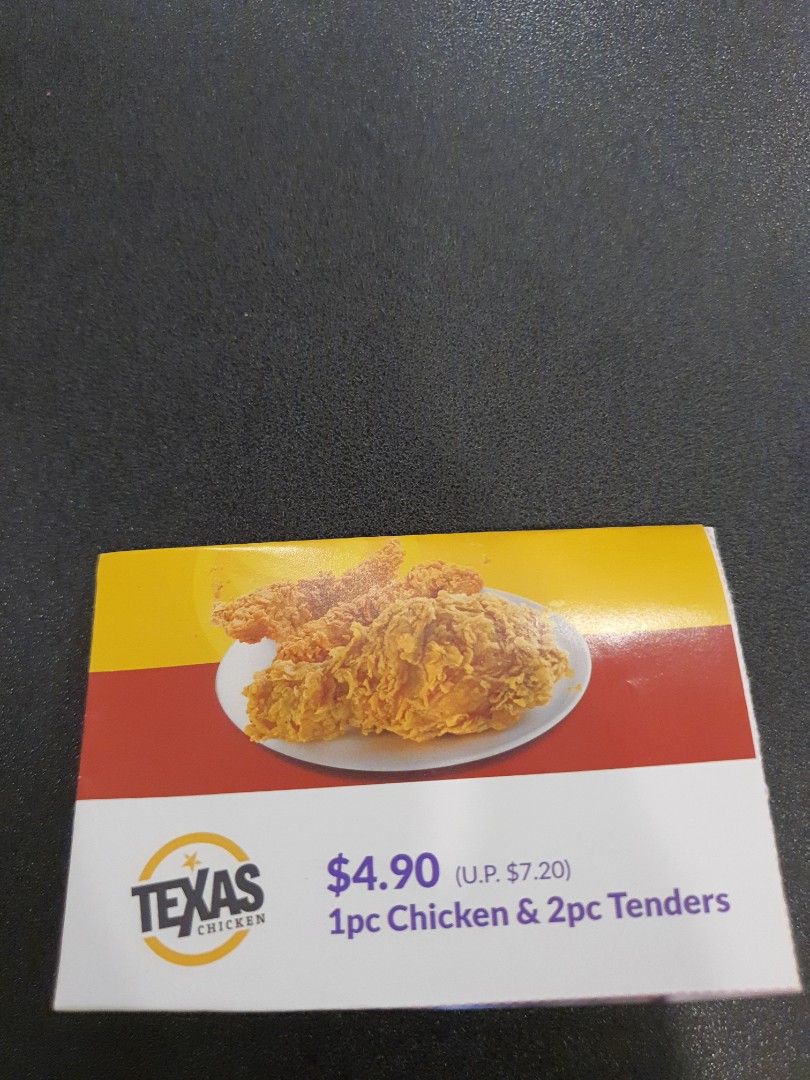 TEXAS
CHICKEN
$4.90 (U.P. $7.20)
1pc Chicken & 2pc Tenders